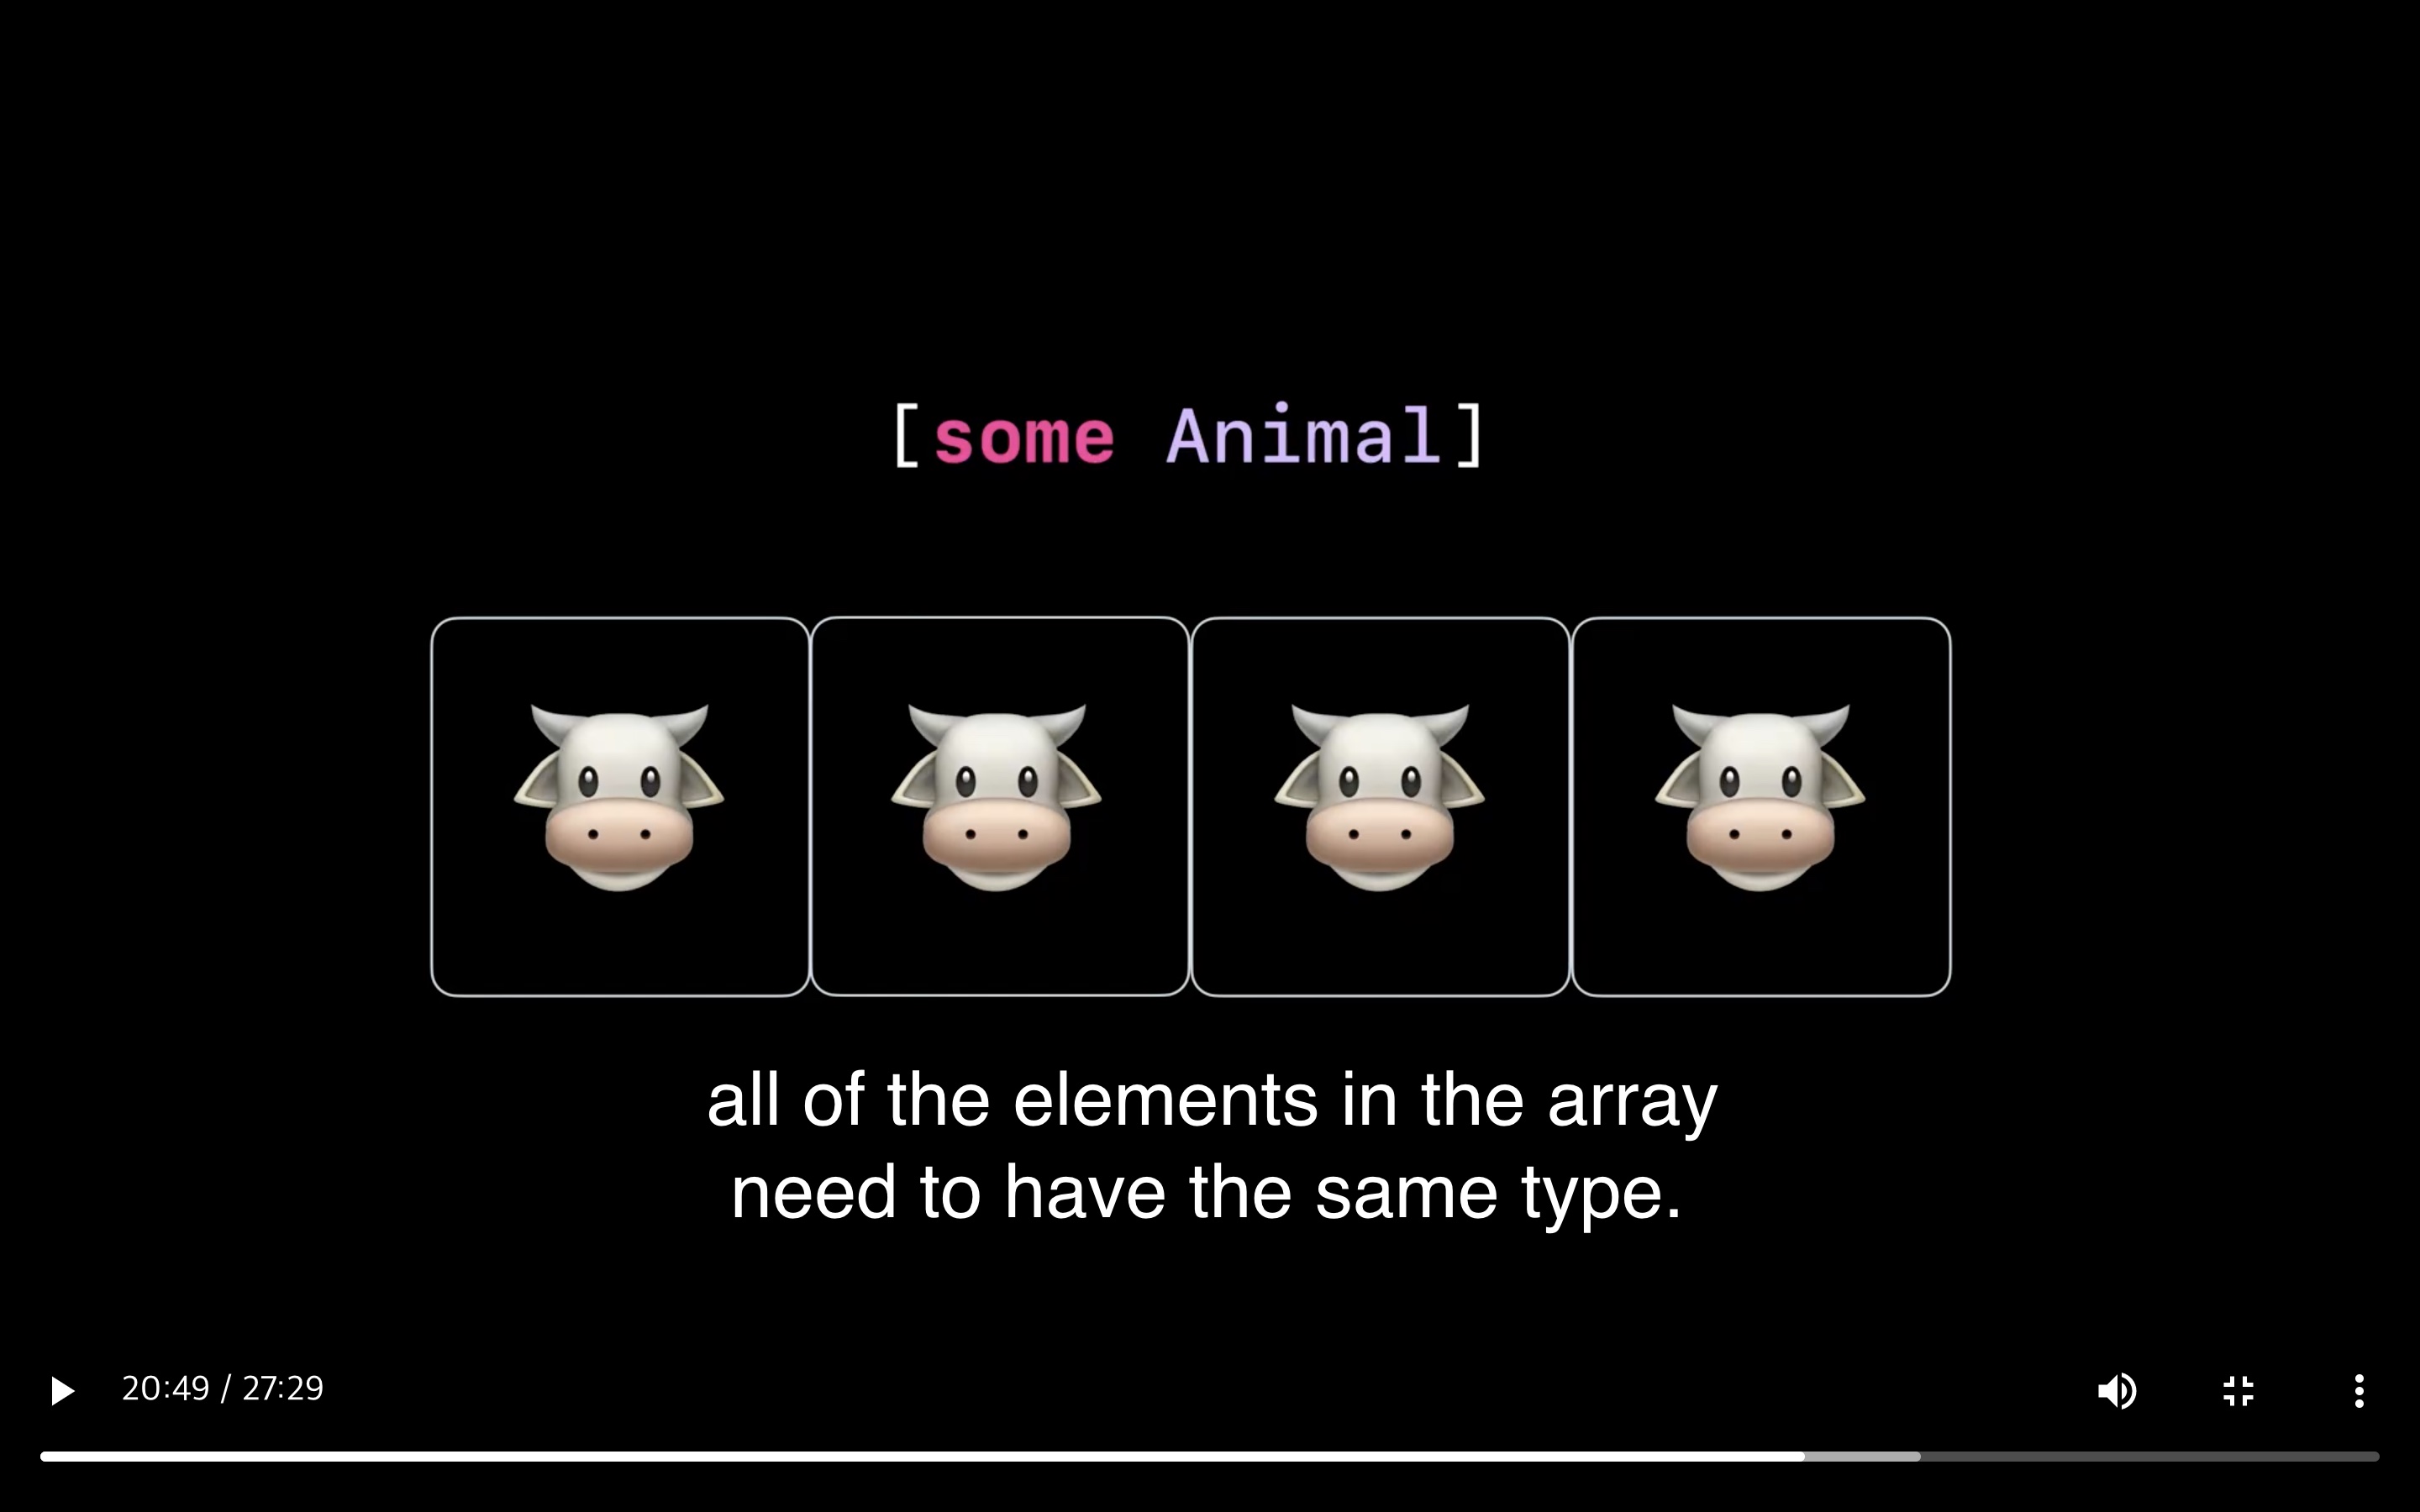 [some Animal]
all of the elements in the array
need to have the same type.
20:49 / 27:29